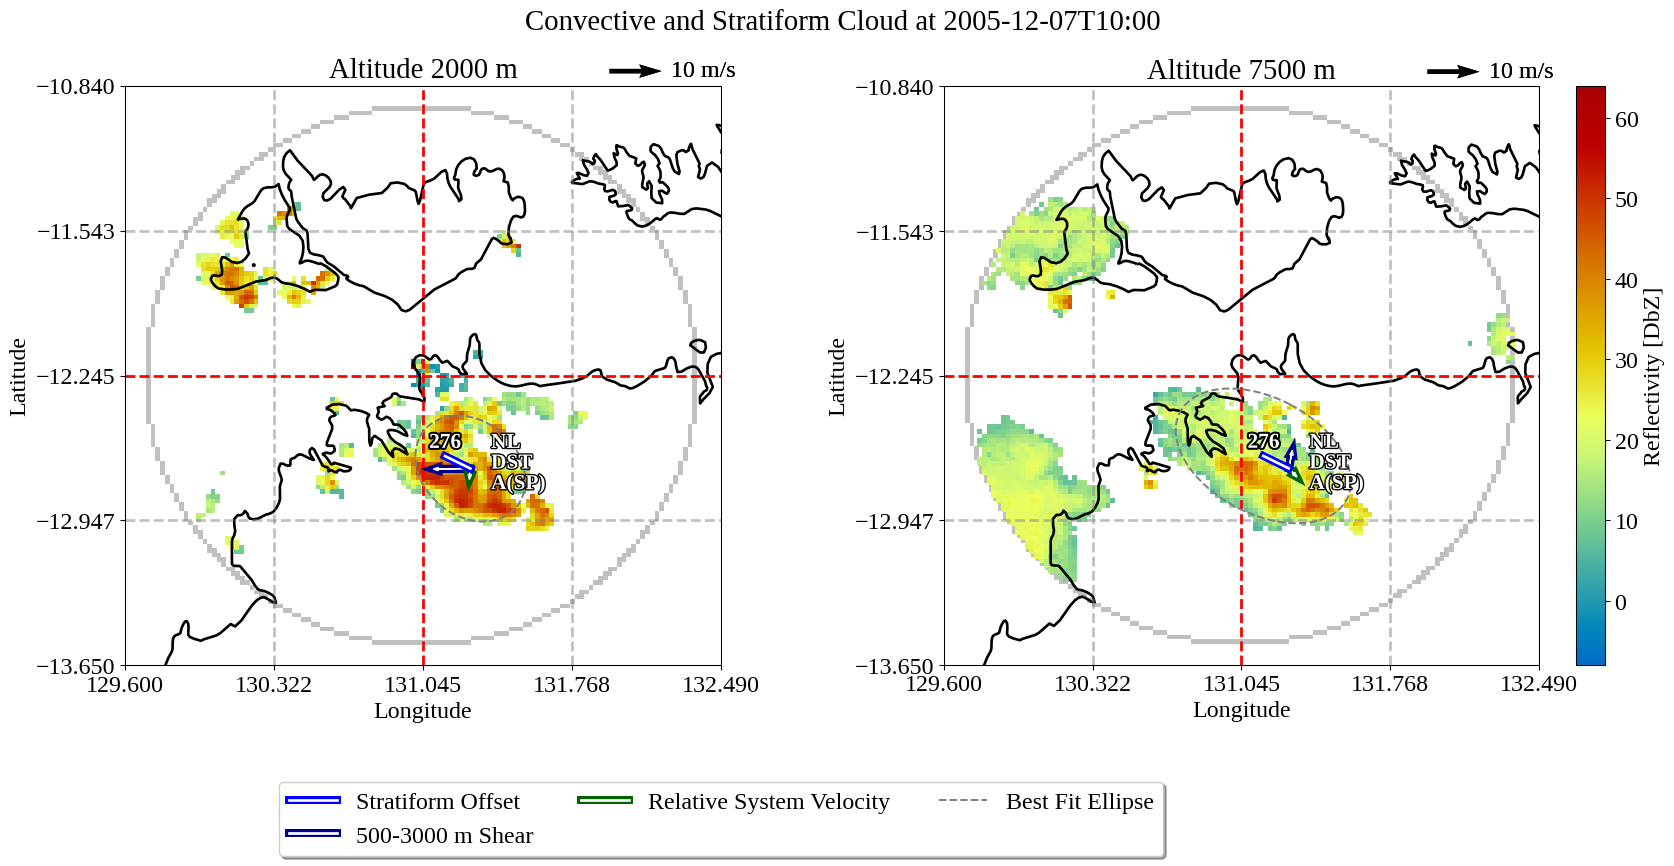 Convective and Stratiform Cloud at 2005-12-07T10:00
Altitude 2000 m
10 m/s
−10.840
−11.543
−12.245
−12.947
−13.650
Latitude
276
NL
DST
A(SP)
129.600
130.322
131.045
131.768
132.490
Longitude
Altitude 7500 m
10 m/s
−10.840
−11.543
−12.245
−12.947
−13.650
Latitude
276
NL
DST
A(SP)
129.600
130.322
131.045
131.768
132.490
Longitude
60
50
40
30
20
10
0
Reflectivity [DbZ]
Stratiform Offset
500-3000 m Shear
Relative System Velocity
Best Fit Ellipse